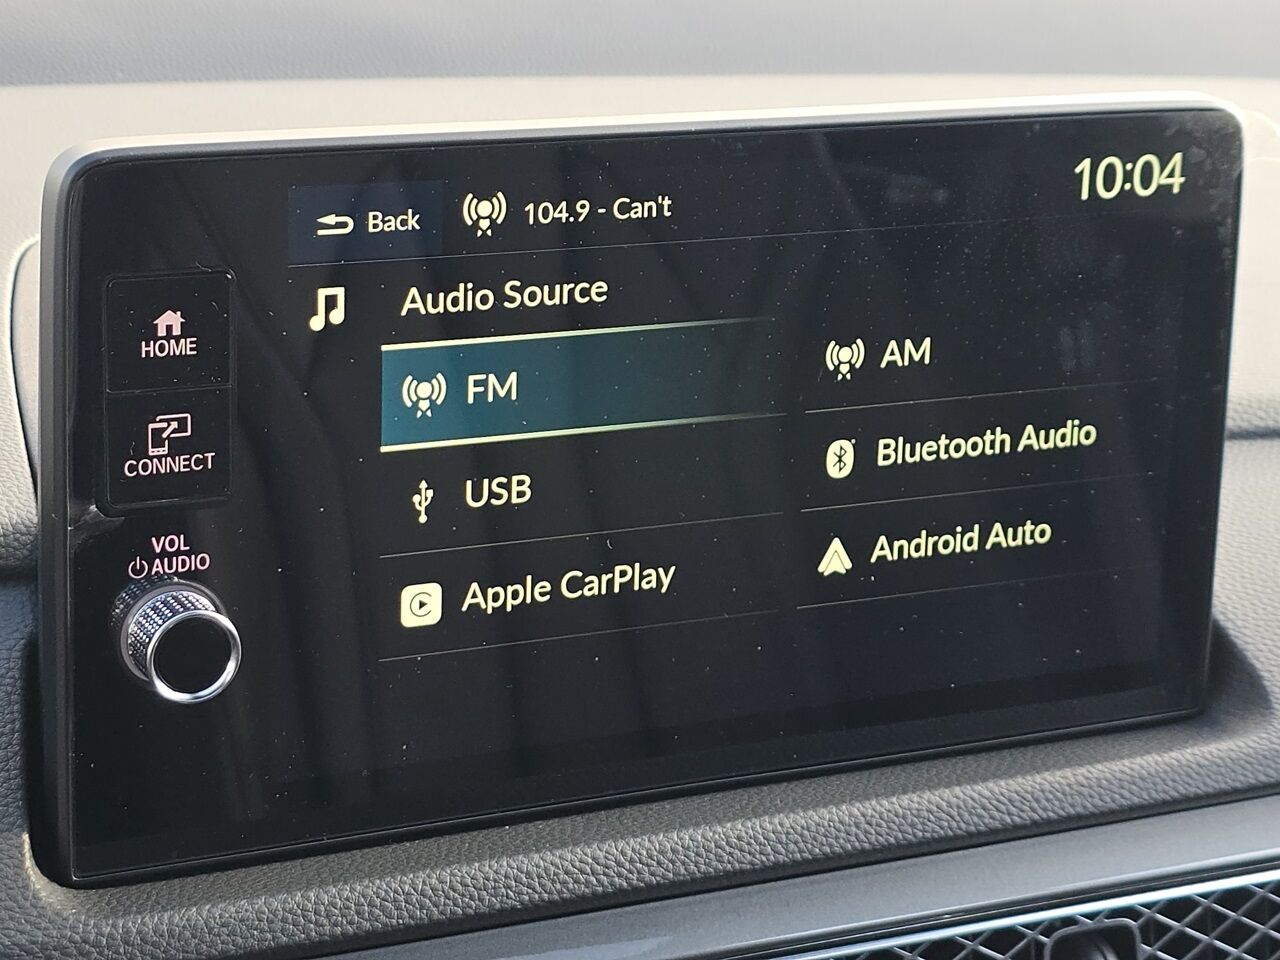 Back
104.9 - Can't
10:04
Audio Source
HOME
FM
AM
CONNECT
USB
Bluetooth Audio
VOL
AUDIO
Apple CarPlay
Android Auto